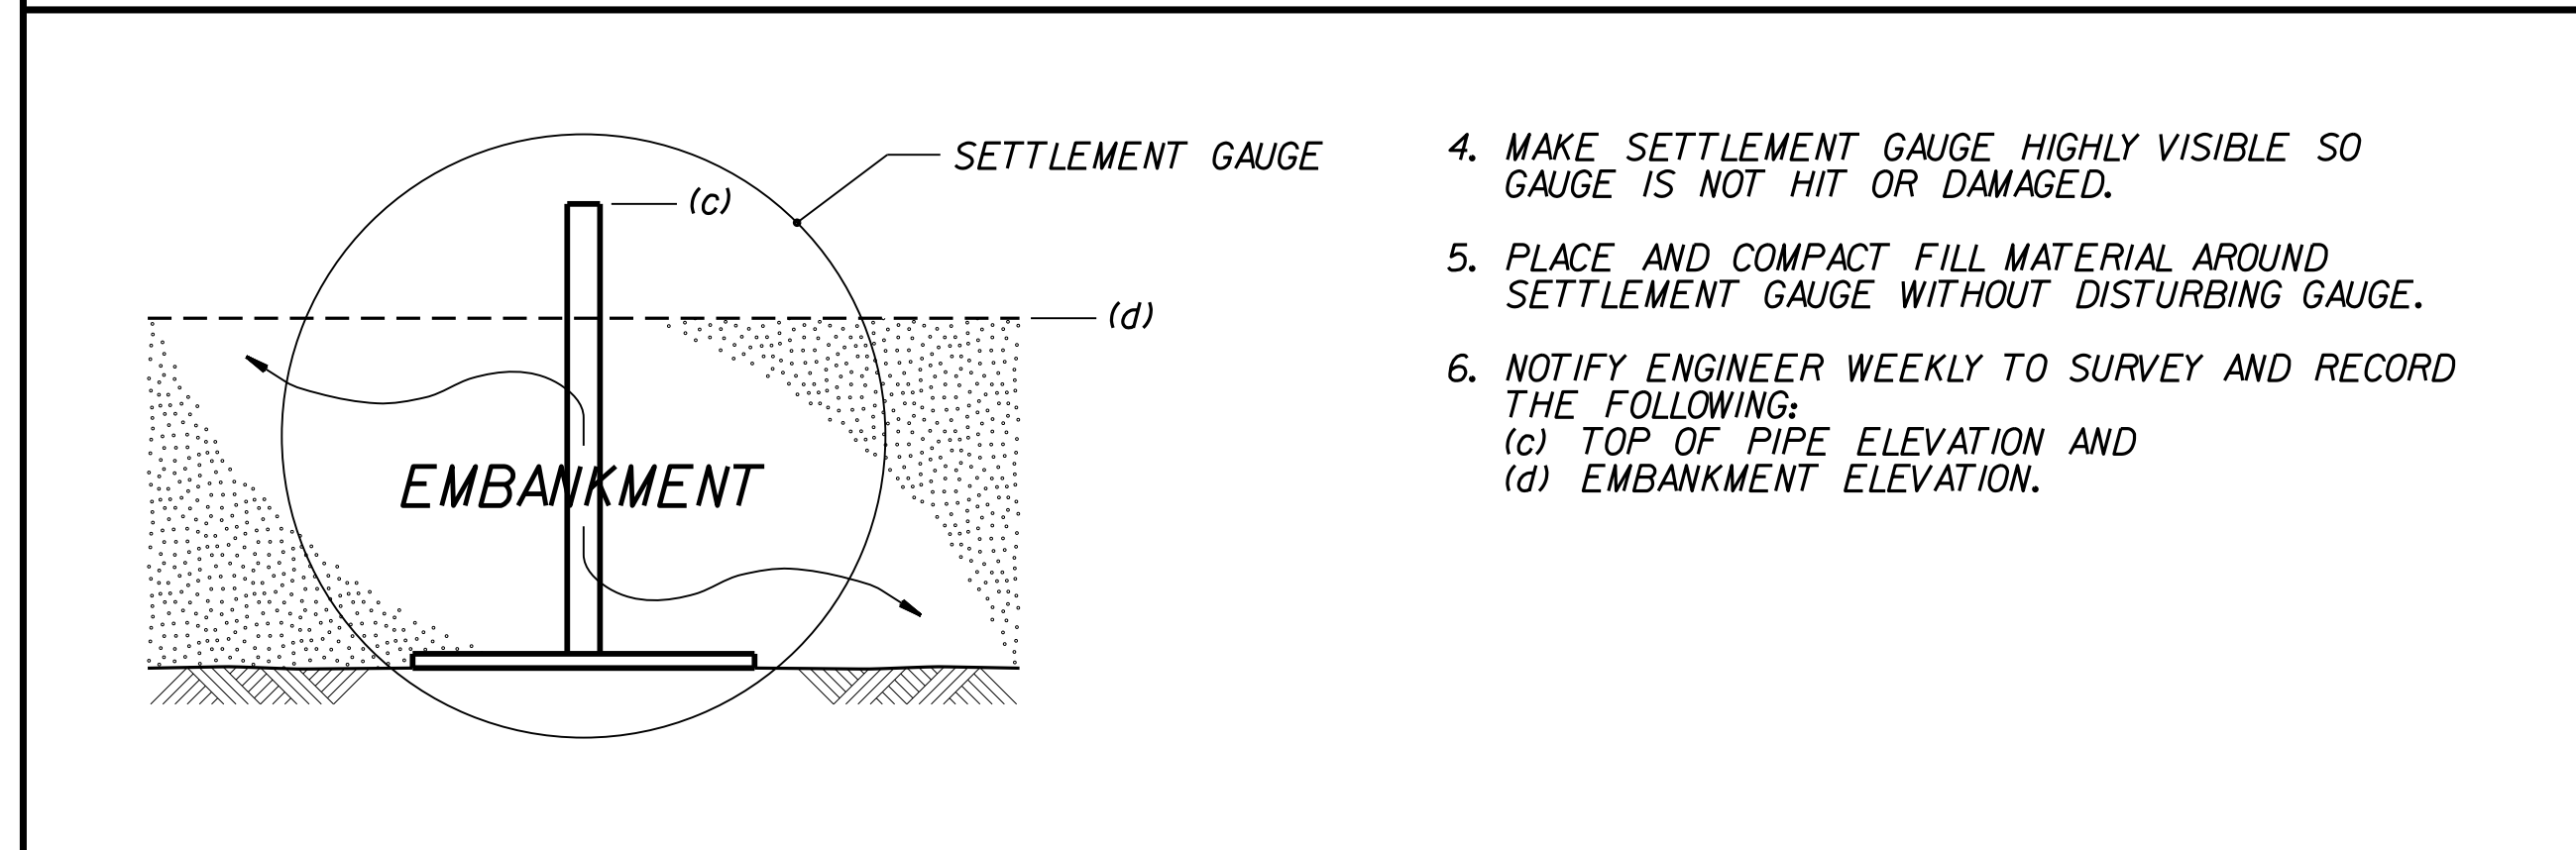 SETTLEMENT GAUGE
(c)
(d)
EMBANKMENT
4. MAKE SETTLEMENT GAUGE HIGHLY VISIBLE SO
GAUGE IS NOT HIT OR DAMAGED.
5. PLACE AND COMPACT FILL MATERIAL AROUND
SETTLEMENT GAUGE WITHOUT DISTURBING GAUGE.
6. NOTIFY ENGINEER WEEKLY TO SURVEY AND RECORD
THE FOLLOWING:
(c) TOP OF PIPE ELEVATION AND
(d) EMBANKMENT ELEVATION.